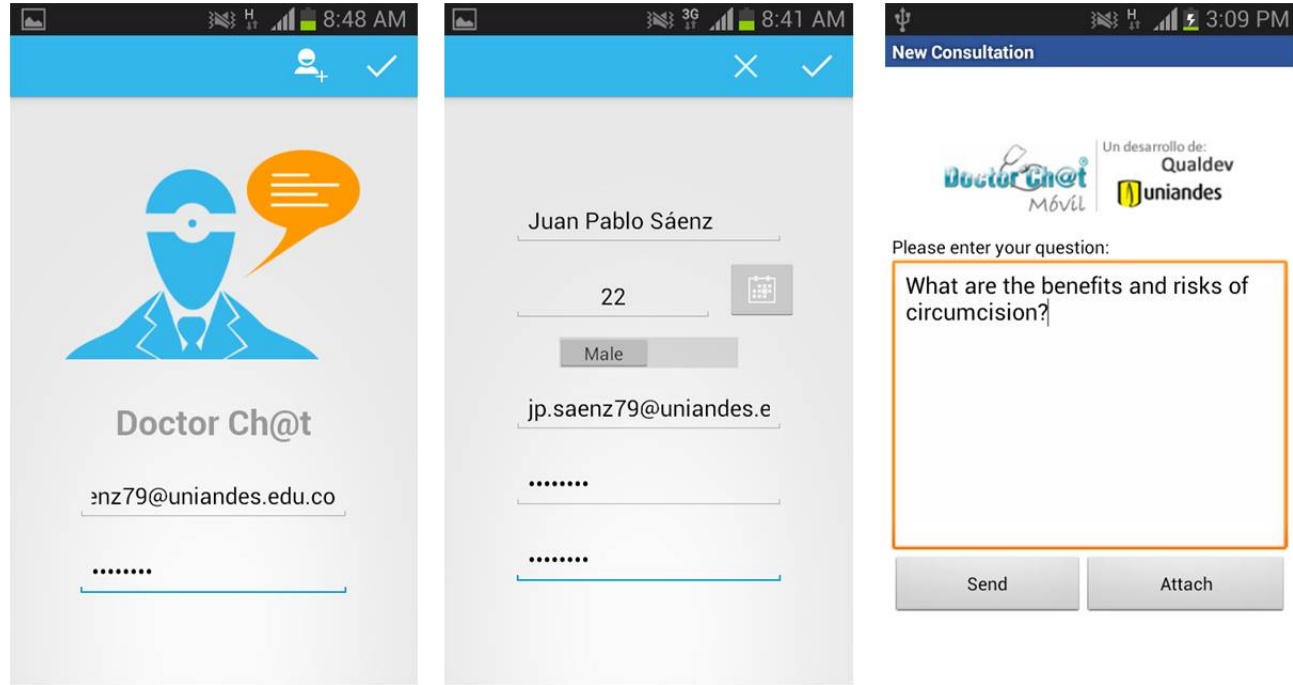 H 8:48 AM
Doctor Ch@t
enz79@uniandes.edu.co
••••••••
3G 8:41 AM
Juan Pablo Sáenz
22
Male
jp.saenz79@uniandes.e
••••••••
••••••••
H 3:09 PM
New Consultation
Doctor Ch@t®
Móvil
Un desarrollo de:
Qualdev
uniandes
Please enter your question:
What are the benefits and risks of
circumcision?
Send Attach